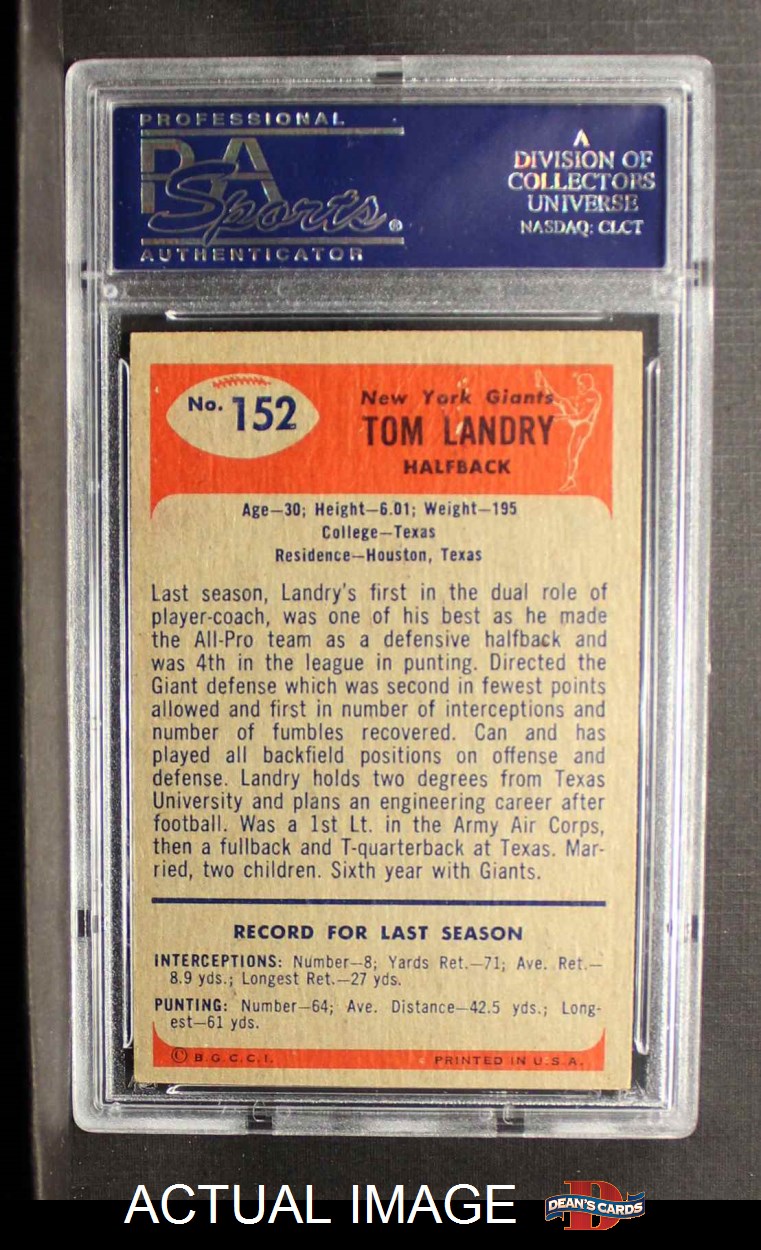 PROFESSIONAL
PSA
Sports®
AUTHENTICATOR
A
DIVISION OF
COLLECTORS
UNIVERSE
NASDAQ: CLCT
No. 152
New York Giants
TOM LANDRY
HALFBACK
Age—30; Height—6.01; Weight—195
College—Texas
Residence—Houston, Texas
Last season, Landry's first in the dual role of
player-coach, was one of his best as he made
the All-Pro team as a defensive halfback and
was 4th in the league in punting. Directed the
Giant defense which was second in fewest points
allowed and first in number of interceptions and
number of fumbles recovered. Can and has
played all backfield positions on offense and
defense. Landry holds two degrees from Texas
University and plans an engineering career after
football. Was a 1st Lt. in the Army Air Corps,
then a fullback and T-quarterback at Texas. Mar-
ried, two children. Sixth year with Giants.
RECORD FOR LAST SEASON
INTERCEPTIONS: Number—8; Yards Ret.—71; Ave. Ret.—
8.9 yds.; Longest Ret.—27 yds.
PUNTING: Number—64; Ave. Distance—42.5 yds.; Long-
est—61 yds.
© B.G.C.C.I. PRINTED IN U.S.A.
ACTUAL IMAGE
D
DEAN'S CARDS